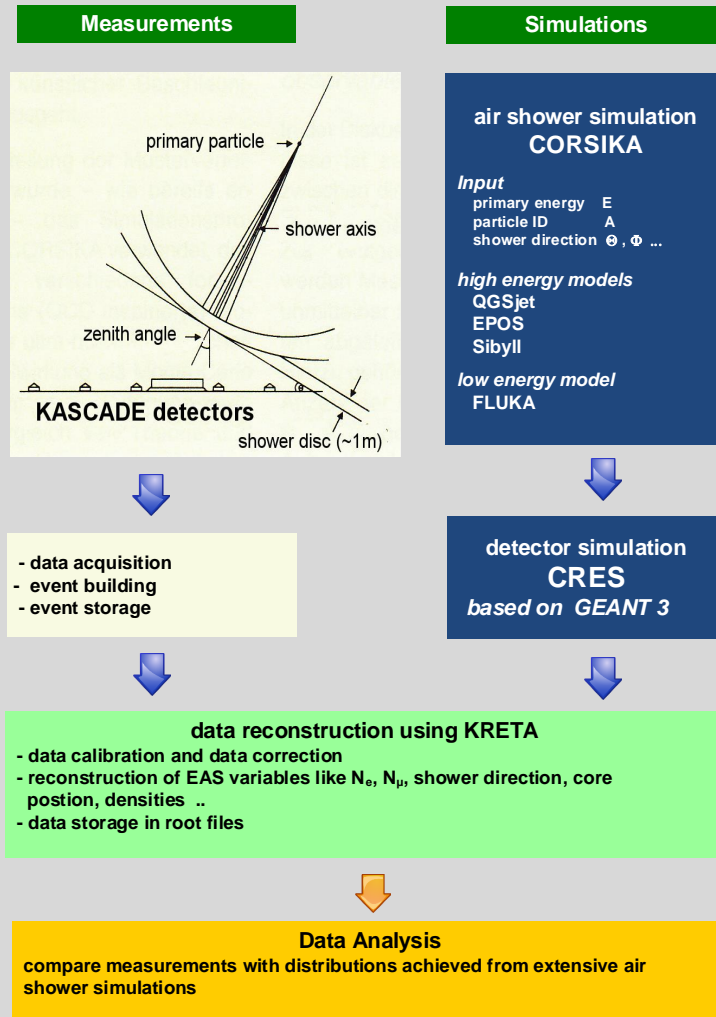 Measurements
primary particle
shower axis
zenith angle
KASCADE detectors
shower disc (~1m)
- data acquisition
- event building
- event storage
Simulations
air shower simulation
CORSIKA
Input
primary energy E
particle ID A
shower direction Θ , Φ ...
high energy models
QGSjet
EPOS
Sibyll
low energy model
FLUKA
detector simulation
CRES
based on GEANT 3
data reconstruction using KRETA
- data calibration and data correction
- reconstruction of EAS variables like Nₑ, N_μ, shower direction, core
postion, densities ..
- data storage in root files
Data Analysis
compare measurements with distributions achieved from extensive air
shower simulations